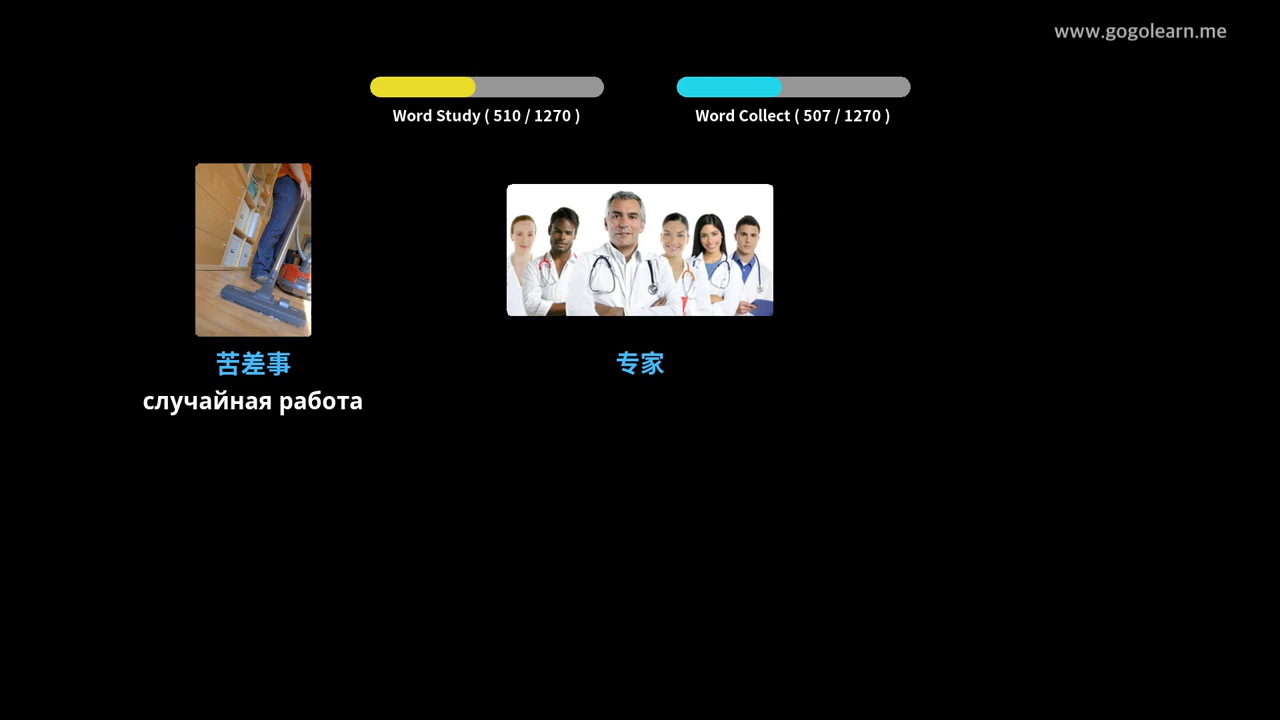 www.gogolearn.me
Word Study ( 510 / 1270 )
Word Collect ( 507 / 1270 )
苦差事
случайная работа
专家